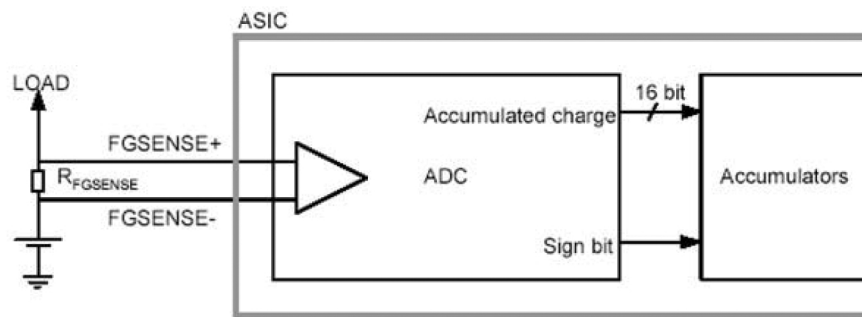 ASIC
LOAD
16 bit
Accumulated charge
FGSENSE+
RFGSENSE
ADC
Accumulators
FGSENSE-
Sign bit